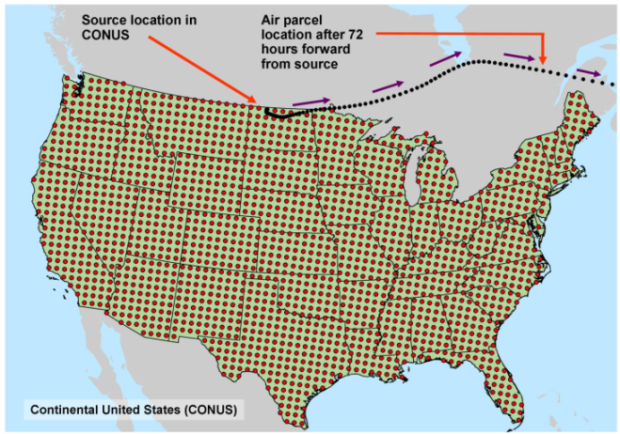 Source location in
CONUS
Air parcel
location after 72
hours forward
from source
Continental United States (CONUS)